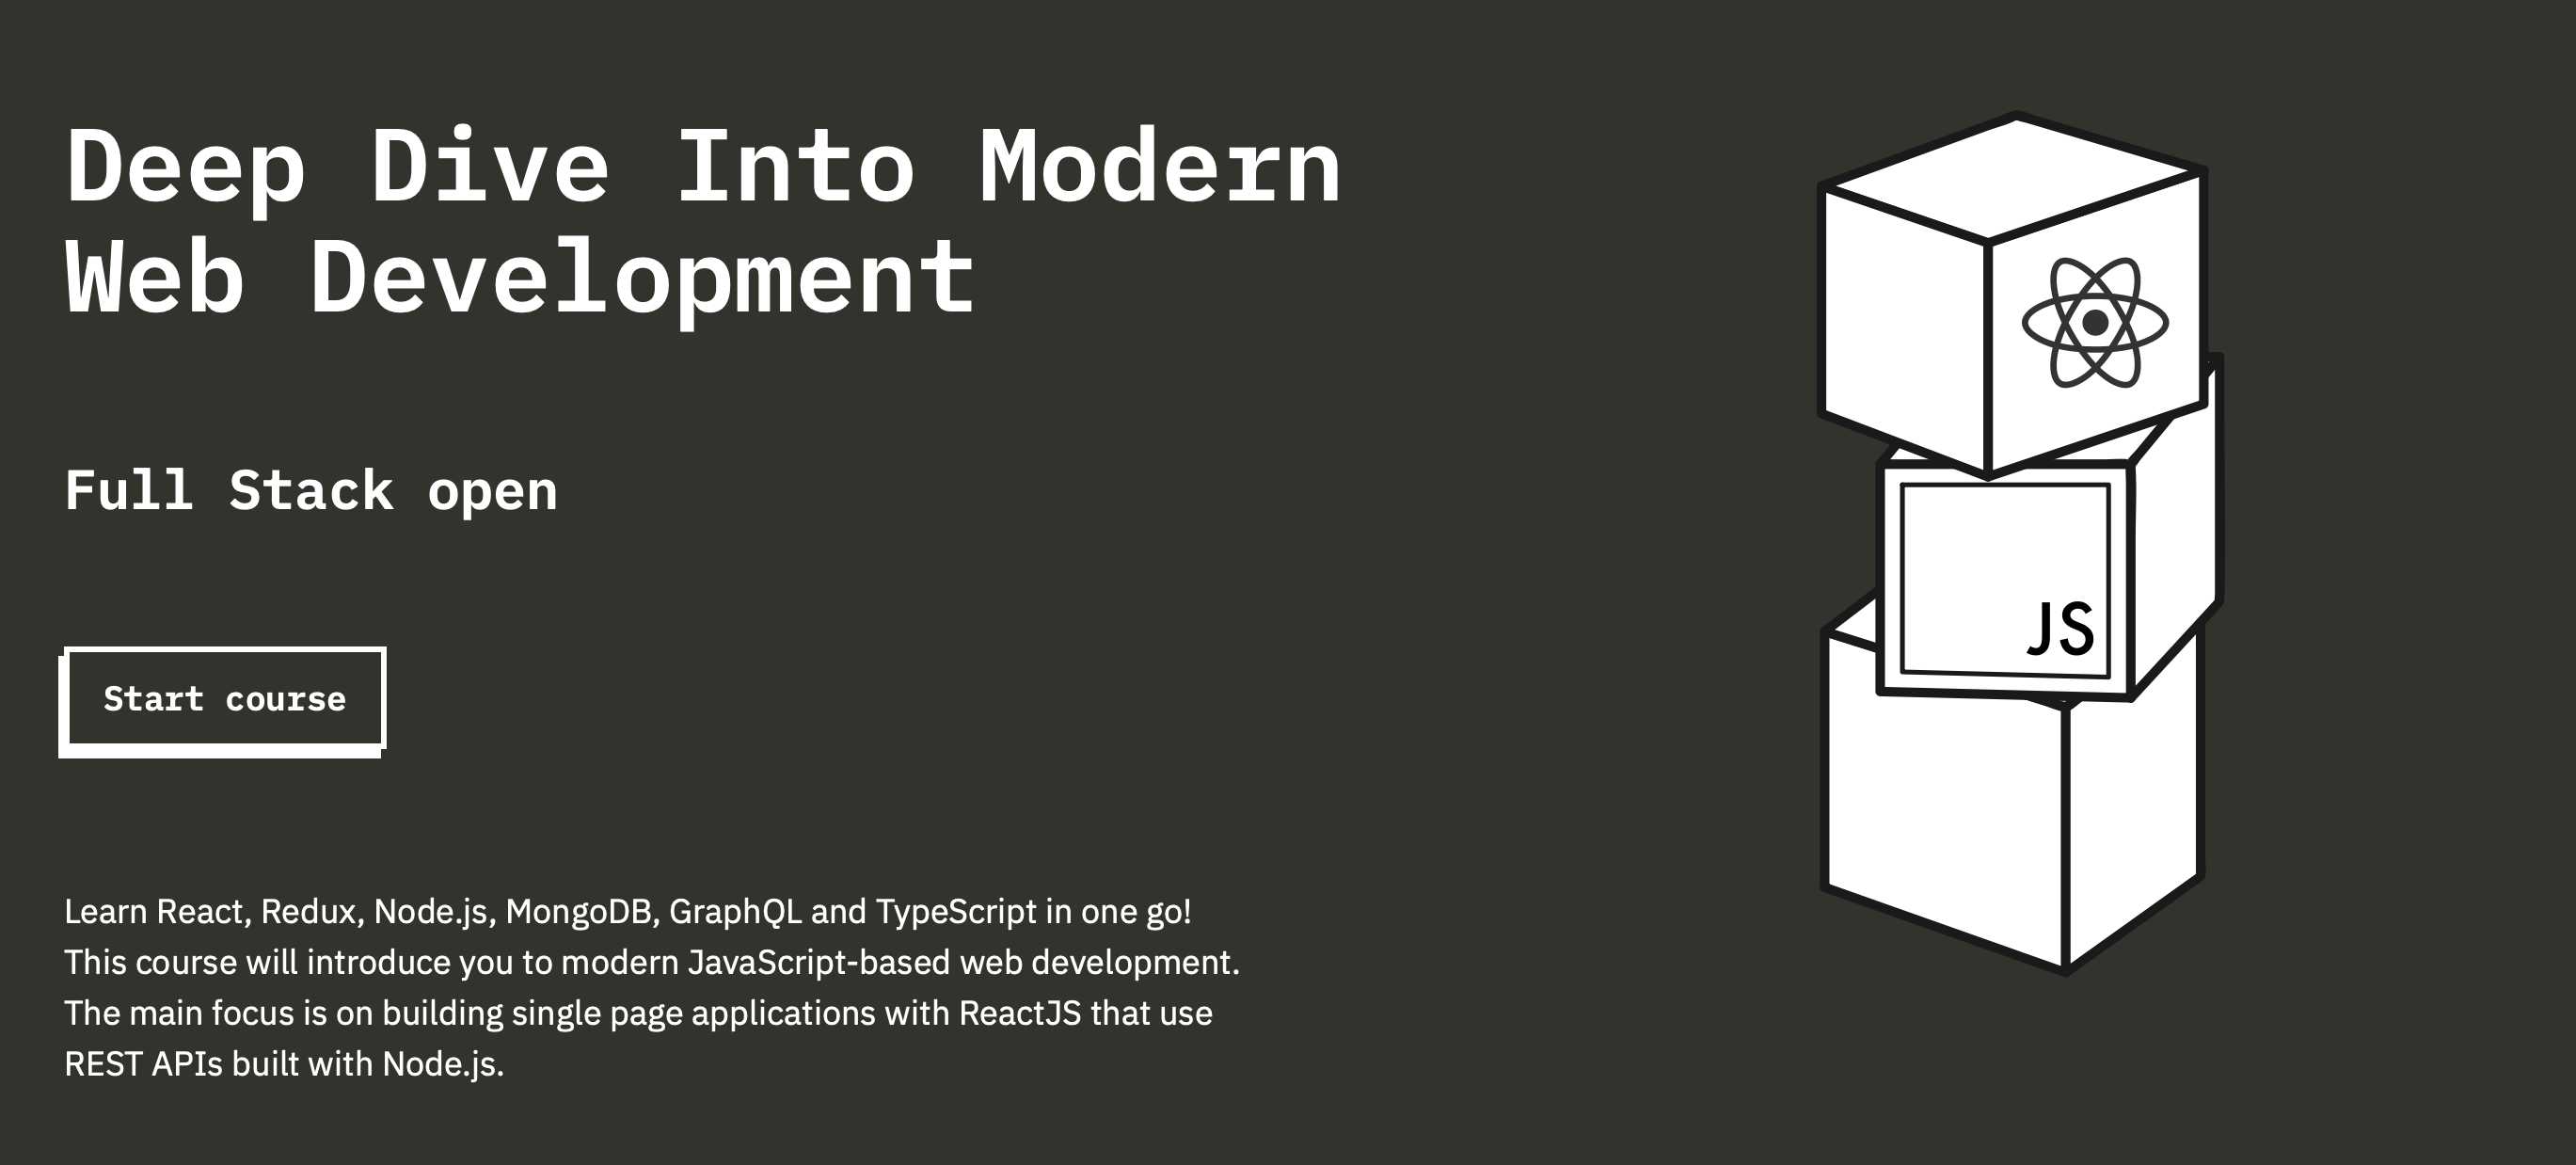 Deep Dive Into Modern
Web Development
Full Stack open
Start course
Learn React, Redux, Node.js, MongoDB, GraphQL and TypeScript in one go!
This course will introduce you to modern JavaScript-based web development.
The main focus is on building single page applications with ReactJS that use
REST APIs built with Node.js.
JS